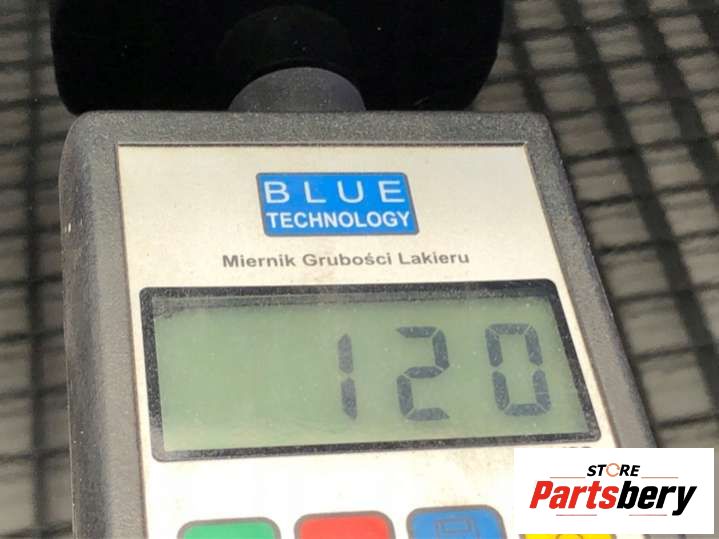 BLUE
TECHNOLOGY
Miernik Grubości Lakieru
120
STORE
Partsbery